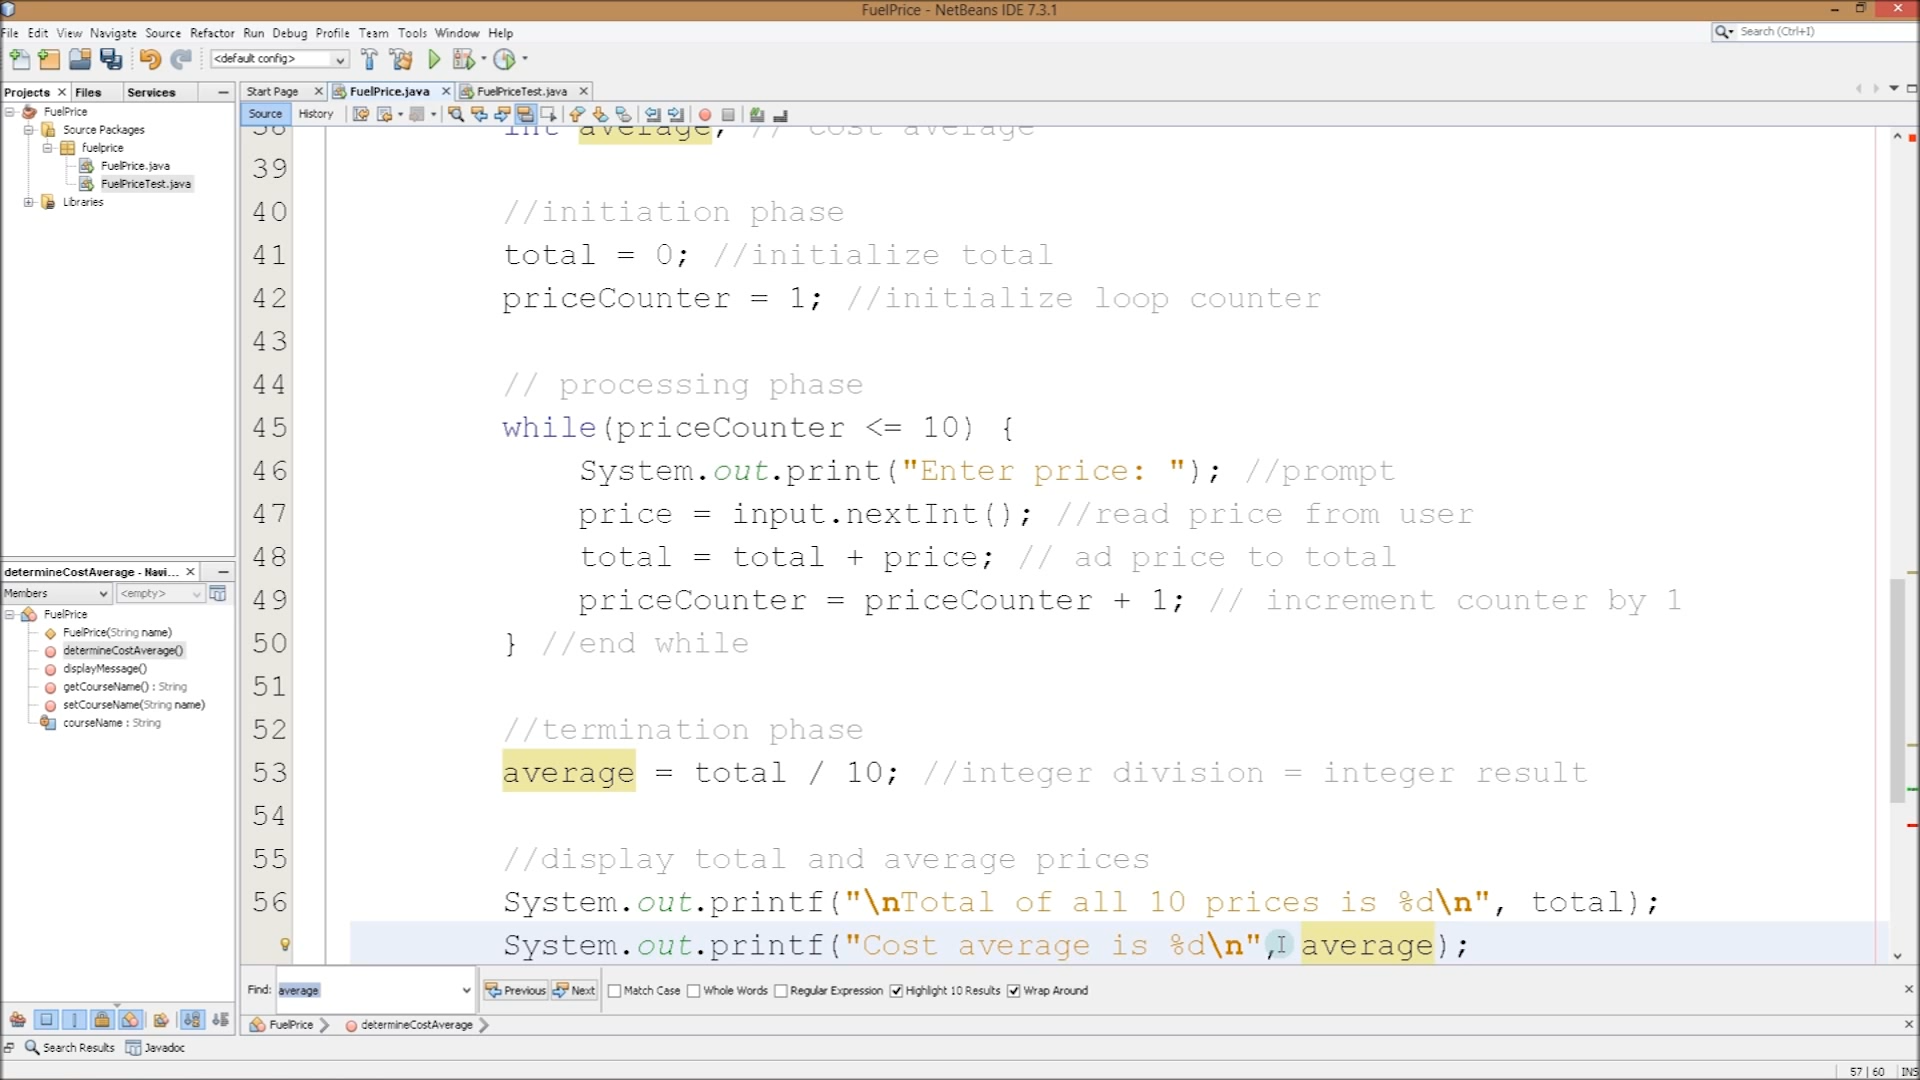 FuelPrice - NetBeans IDE 7.3.1
File Edit View Navigate Source Refactor Run Debug Profile Team Tools Window Help
Search (Ctrl+I)
<default config>
Projects Files Services
Start Page FuelPrice.java FuelPriceTest.java
Source History
FuelPrice
Source Packages
fuelprice
FuelPrice.java
FuelPriceTest.java
Libraries
38 int average; // cost average
39
40 //initiation phase
41 total = 0; //initialize total
42 priceCounter = 1; //initialize loop counter
43
44 // processing phase
45 while(priceCounter <= 10) {
46 System.out.print("Enter price: "); //prompt
47 price = input.nextInt(); //read price from user
48 total = total + price; // ad price to total
49 priceCounter = priceCounter + 1; // increment counter by 1
50 } //end while
51
52 //termination phase
53 average = total / 10; //integer division = integer result
54
55 //display total and average prices
56 System.out.printf("\nTotal of all 10 prices is %d\n", total);
System.out.printf("Cost average is %d\n", average);
determineCostAverage - Navi...
Members <empty>
FuelPrice
FuelPrice(String name)
determineCostAverage()
displayMessage()
getCourseName() : String
setCourseName(String name)
courseName : String
Find: average Previous Next Match Case Whole Words Regular Expression Highlight 10 Results Wrap Around
FuelPrice determineCostAverage
Search Results Javadoc
57 | 60 INS